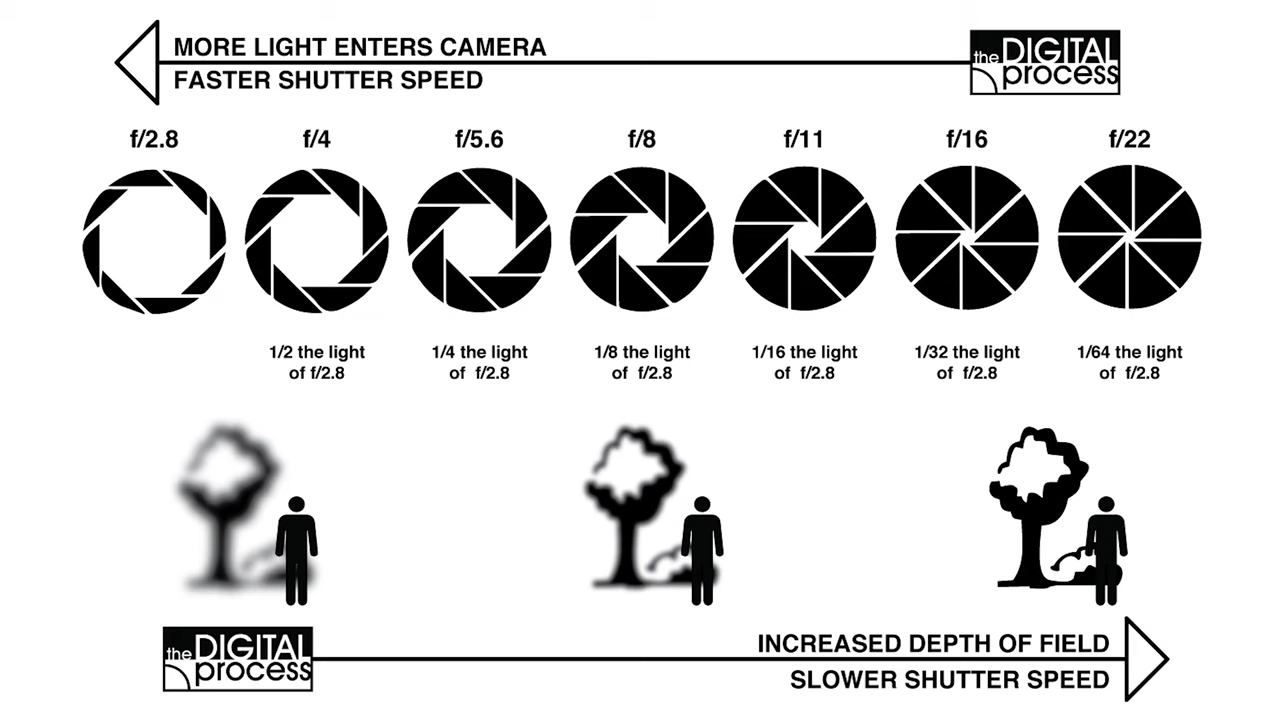 MORE LIGHT ENTERS CAMERA
FASTER SHUTTER SPEED
the DIGITAL
process
f/2.8 f/4 f/5.6 f/8 f/11 f/16 f/22
1/2 the light 1/4 the light 1/8 the light 1/16 the light 1/32 the light 1/64 the light
of f/2.8 of f/2.8 of f/2.8 of f/2.8 of f/2.8 of f/2.8
the DIGITAL
process
INCREASED DEPTH OF FIELD
SLOWER SHUTTER SPEED